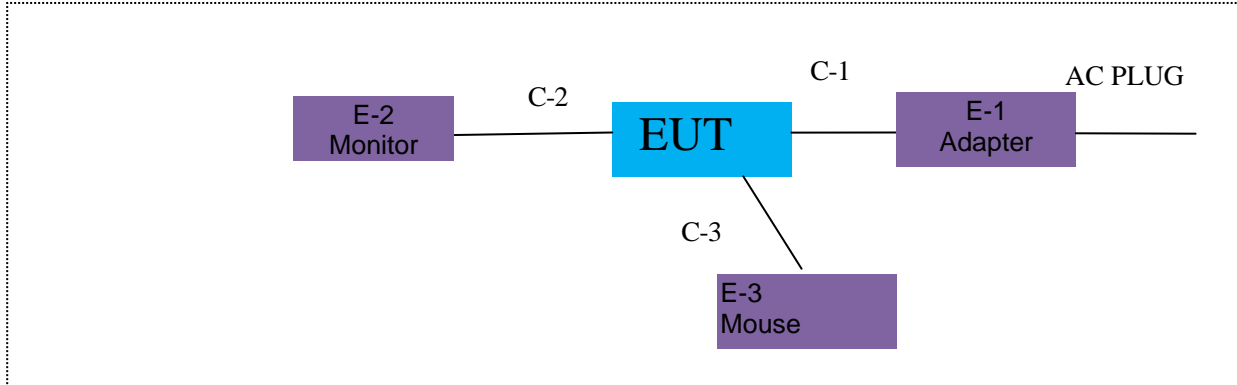 C-1
AC PLUG
C-2
E-2
Monitor
EUT
E-1
Adapter
C-3
E-3
Mouse